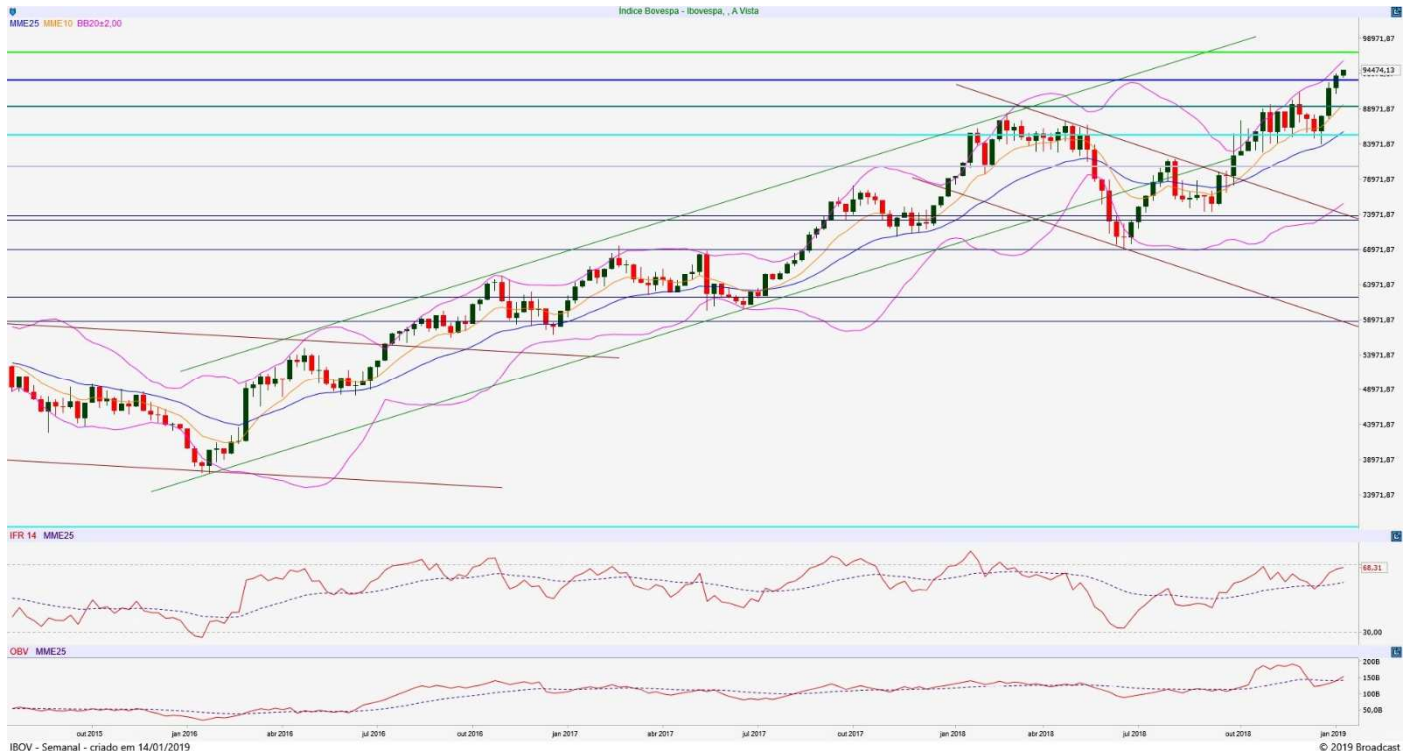 Índice Bovespa - Ibovespa, , A Vista
MME25 MME10 BB20±2,00
98971,87
94474,13
88971,87
83971,87
78971,87
73971,87
68971,87
63971,87
58971,87
53971,87
48971,87
43971,87
38971,87
33971,87
IFR 14 MME25
68,31
30,00
OBV MME25
200B
150B
100B
50,0B
out 2015 jan 2016 abr 2016 jul 2016 out 2016 jan 2017 abr 2017 jul 2017 out 2017 jan 2018 abr 2018 jul 2018 out 2018 jan 2019
IBOV - Semanal - criado em 14/01/2019
© 2019 Broadcast